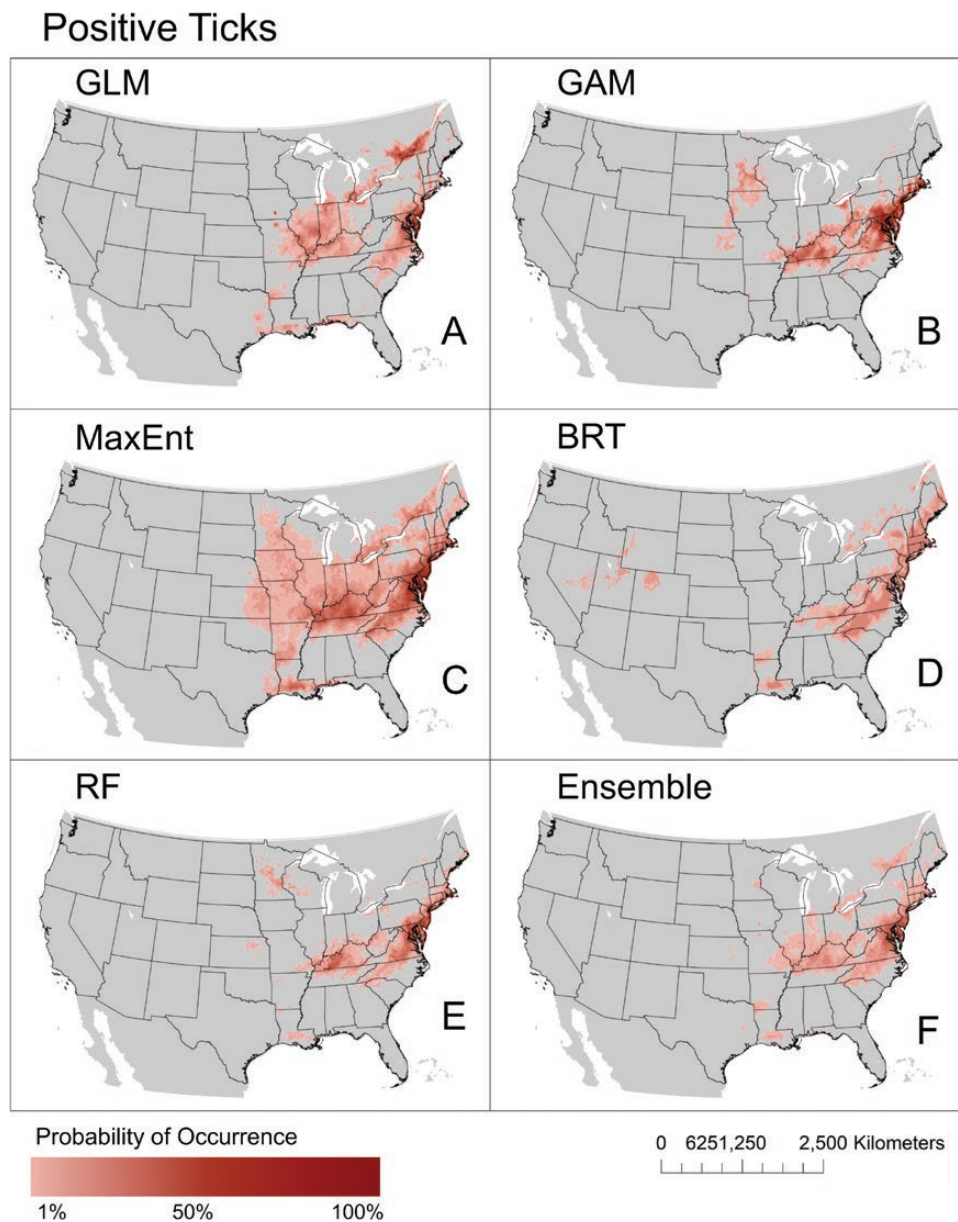 Positive Ticks
GLM
GAM
A
B
MaxEnt
BRT
C
D
RF
Ensemble
E
F
Probability of Occurrence
1% 50% 100%
0 6251,250 2,500 Kilometers